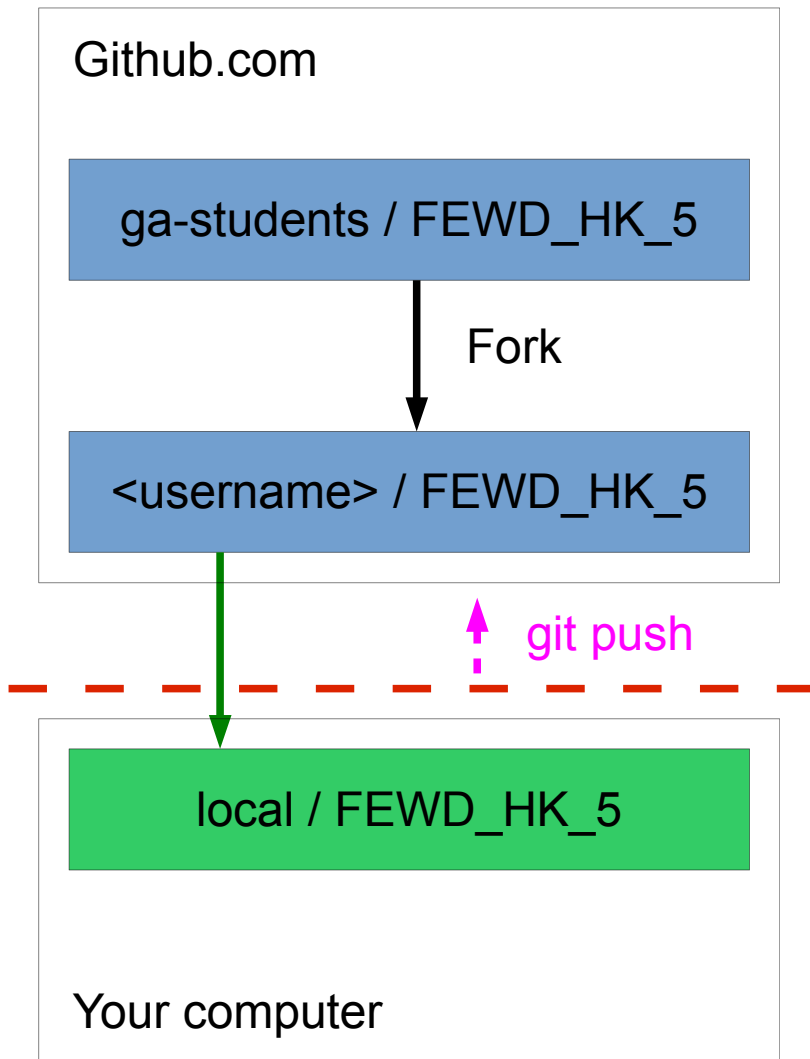 Github.com
ga-students / FEWD_HK_5
Fork
<username> / FEWD_HK_5
git push
local / FEWD_HK_5
Your computer